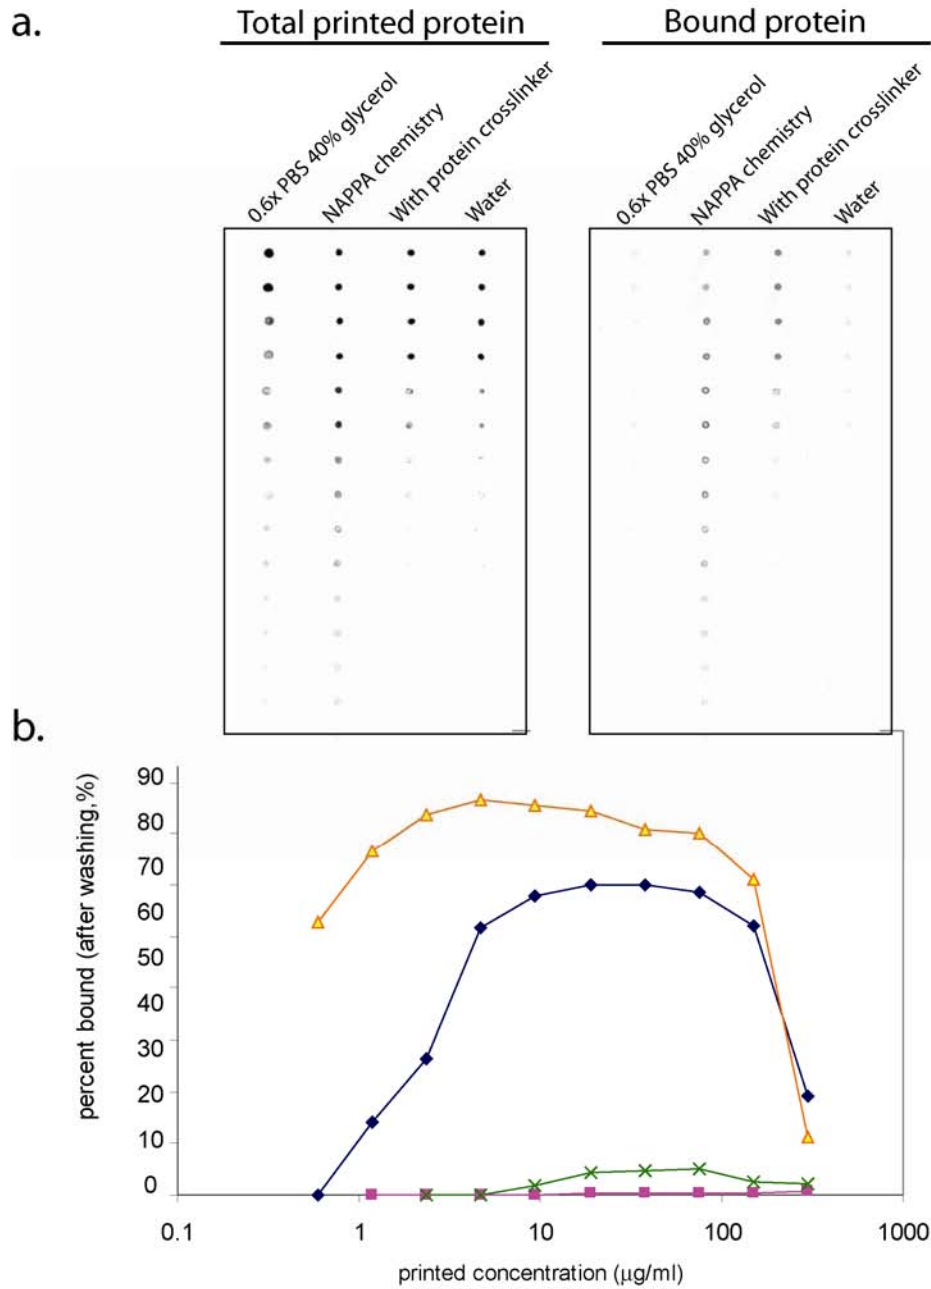 a.
Total printed protein
Bound protein
0.6x PBS 40% glycerol
NAPPA chemistry
With protein crosslinker
Water
0.6x PBS 40% glycerol
NAPPA chemistry
With protein crosslinker
Water
b.
percent bound (after washing,%)
90
80
70
60
50
40
30
20
10
0
0.1
1
10
100
1000
printed concentration (μg/ml)